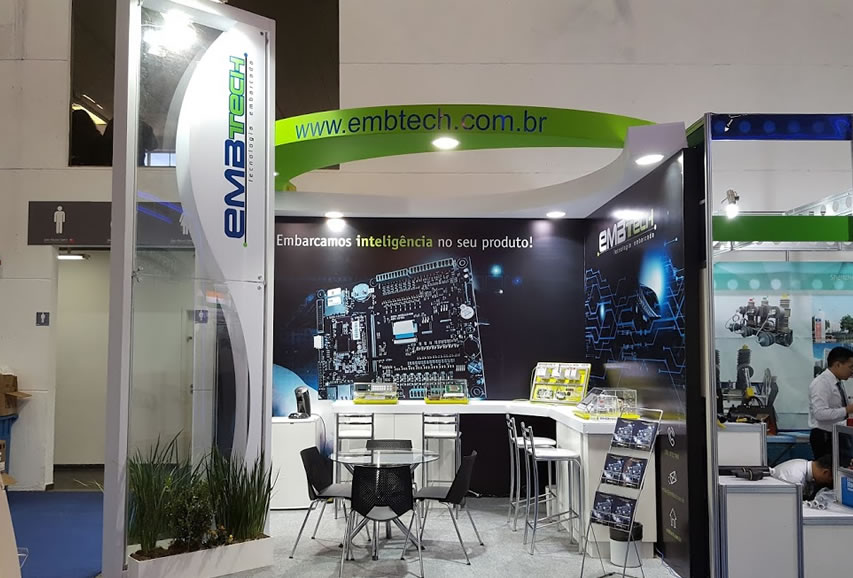 EMBTECH
tecnologia embarcada
www.embtech.com.br
Embarcamos inteligência no seu produto!
EMBTECH
tecnologia embarcada